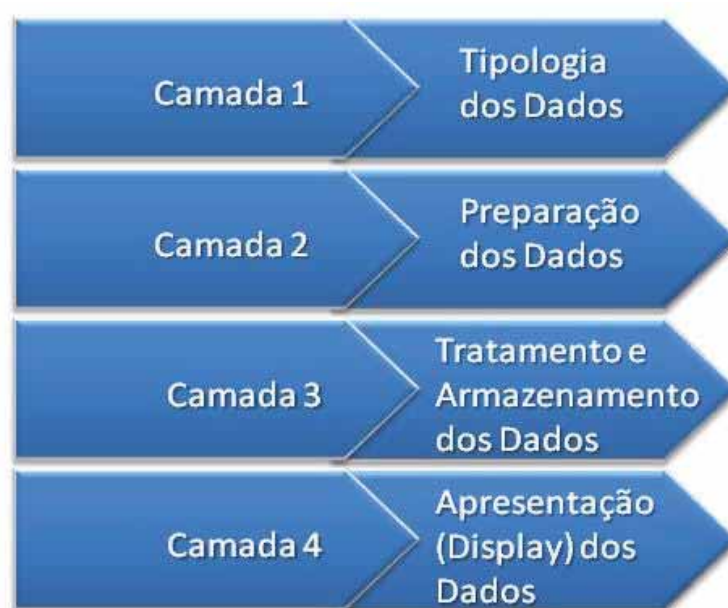 Camada 1
Tipologia
dos Dados
Camada 2
Preparação
dos Dados
Camada 3
Tratamento e
Armazenamento
dos Dados
Camada 4
Apresentação
(Display) dos
Dados